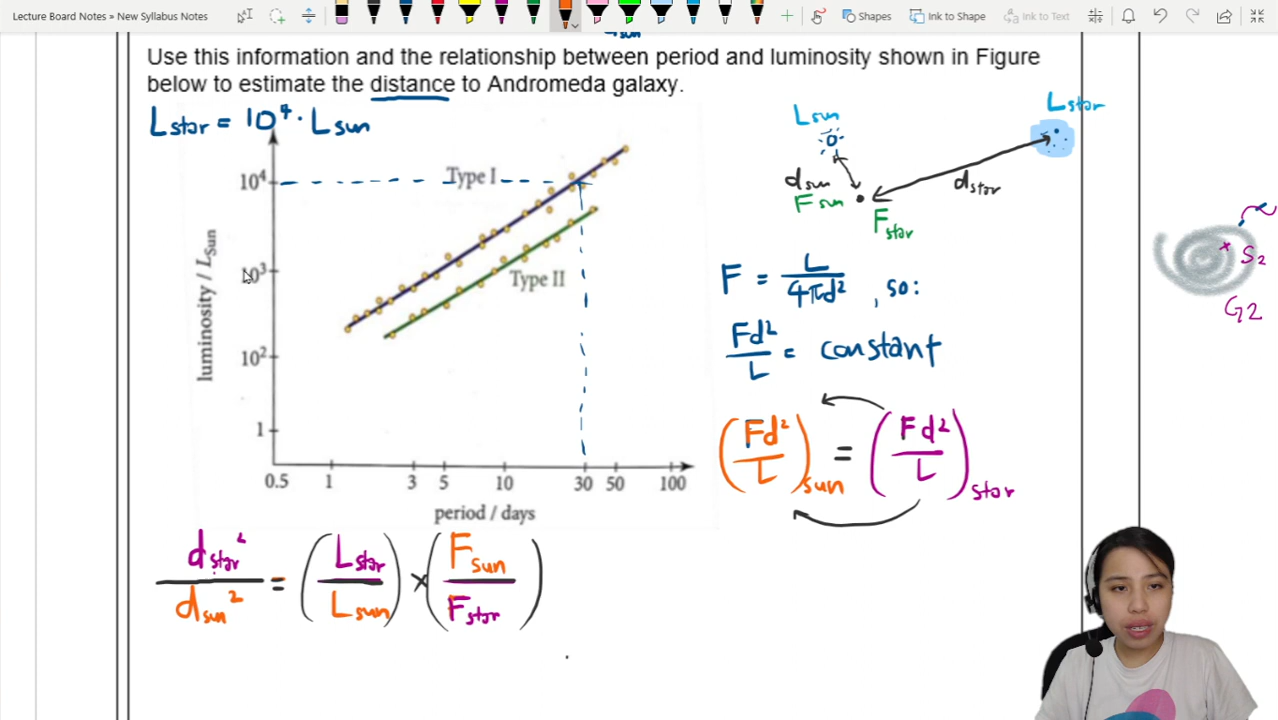 Lecture Board Notes » New Syllabus Notes
Shapes
Ink to Shape
Ink to Text
Use this information and the relationship between period and luminosity shown in Figure
below to estimate the distance to Andromeda galaxy.
Lstar = 10⁴ · Lsun
luminosity / LSun
10⁴
10³
10²
1
Type I
Type II
0.5 1 3 5 10 30 50 100
period / days
Lsun
Lstar
dsun
Fsun
dstar
Fstar
F = L / 4πd² , so:
Fd² / L = constant
(Fd² / L)sun = (Fd² / L)star
dstar² / dsun² = (Lstar / Lsun) × (Fsun / Fstar)
S2
G2